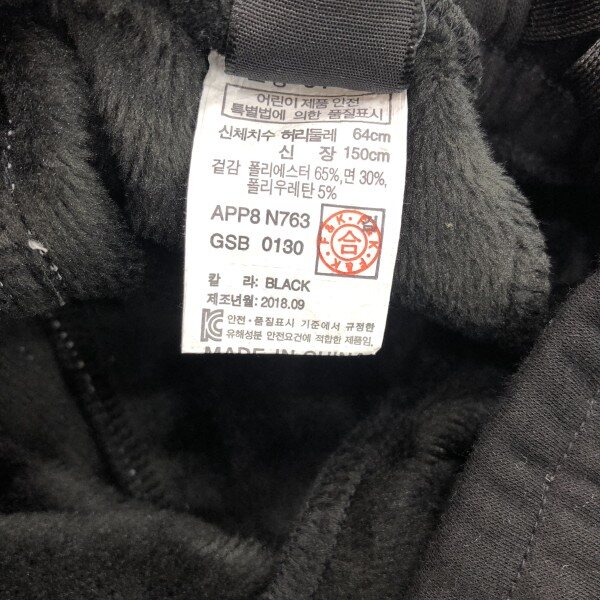 어린이 제품 안전
특별법에 의한 품질표시
신체치수 허리둘레 64cm
신 장 150cm
겉감 폴리에스터 65%, 면 30%,
폴리우레탄 5%
APP8 N763
GSB 0130
F&K F&K F&K
合
칼 라: BLACK
제조년월: 2018.09
안전·품질표시 기준에서 규정한
유해성분 안전요건에 적합한 제품임.
MADE IN CHINA